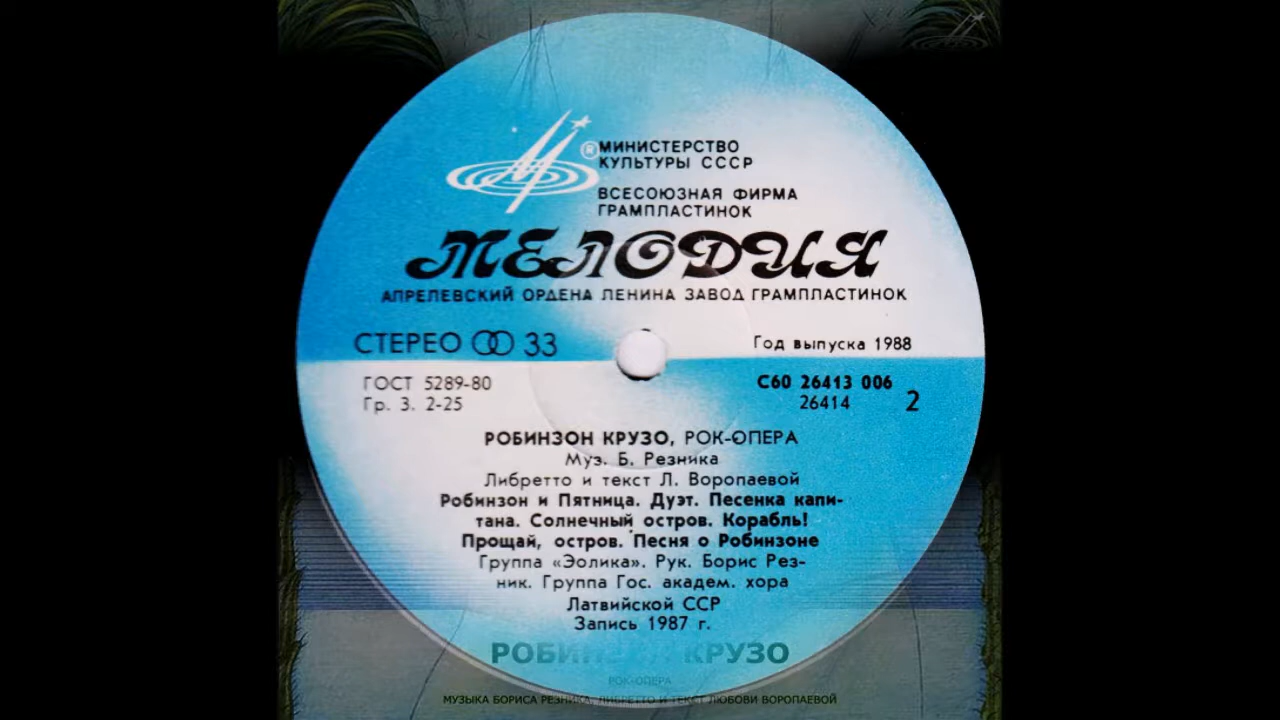 ® МИНИСТЕРСТВО
КУЛЬТУРЫ СССР
ВСЕСОЮЗНАЯ ФИРМА
ГРАМПЛАСТИНОК
МЕЛОДИЯ
АПРЕЛЕВСКИЙ ОРДЕНА ЛЕНИНА ЗАВОД ГРАМПЛАСТИНОК
СТЕРЕО 33
Год выпуска 1988
ГОСТ 5289-80
Гр. 3. 2-25
С60 26413 006
26414
2
РОБИНЗОН КРУЗО, РОК-ОПЕРА
Муз. Б. Резника
Либретто и текст Л. Воропаевой
Робинзон и Пятница. Дуэт. Песенка капи-
тана. Солнечный остров. Корабль!
Прощай, остров. Песня о Робинзоне
Группа «Эолика». Рук. Борис Рез-
ник. Группа Гос. академ. хора
Латвийской ССР
Запись 1987 г.
РОБИНЗОН КРУЗО
РОК-ОПЕРА
МУЗЫКА БОРИСА РЕЗНИКА, ЛИБРЕТТО И ТЕКСТ ЛЮБОВИ ВОРОПАЕВОЙ